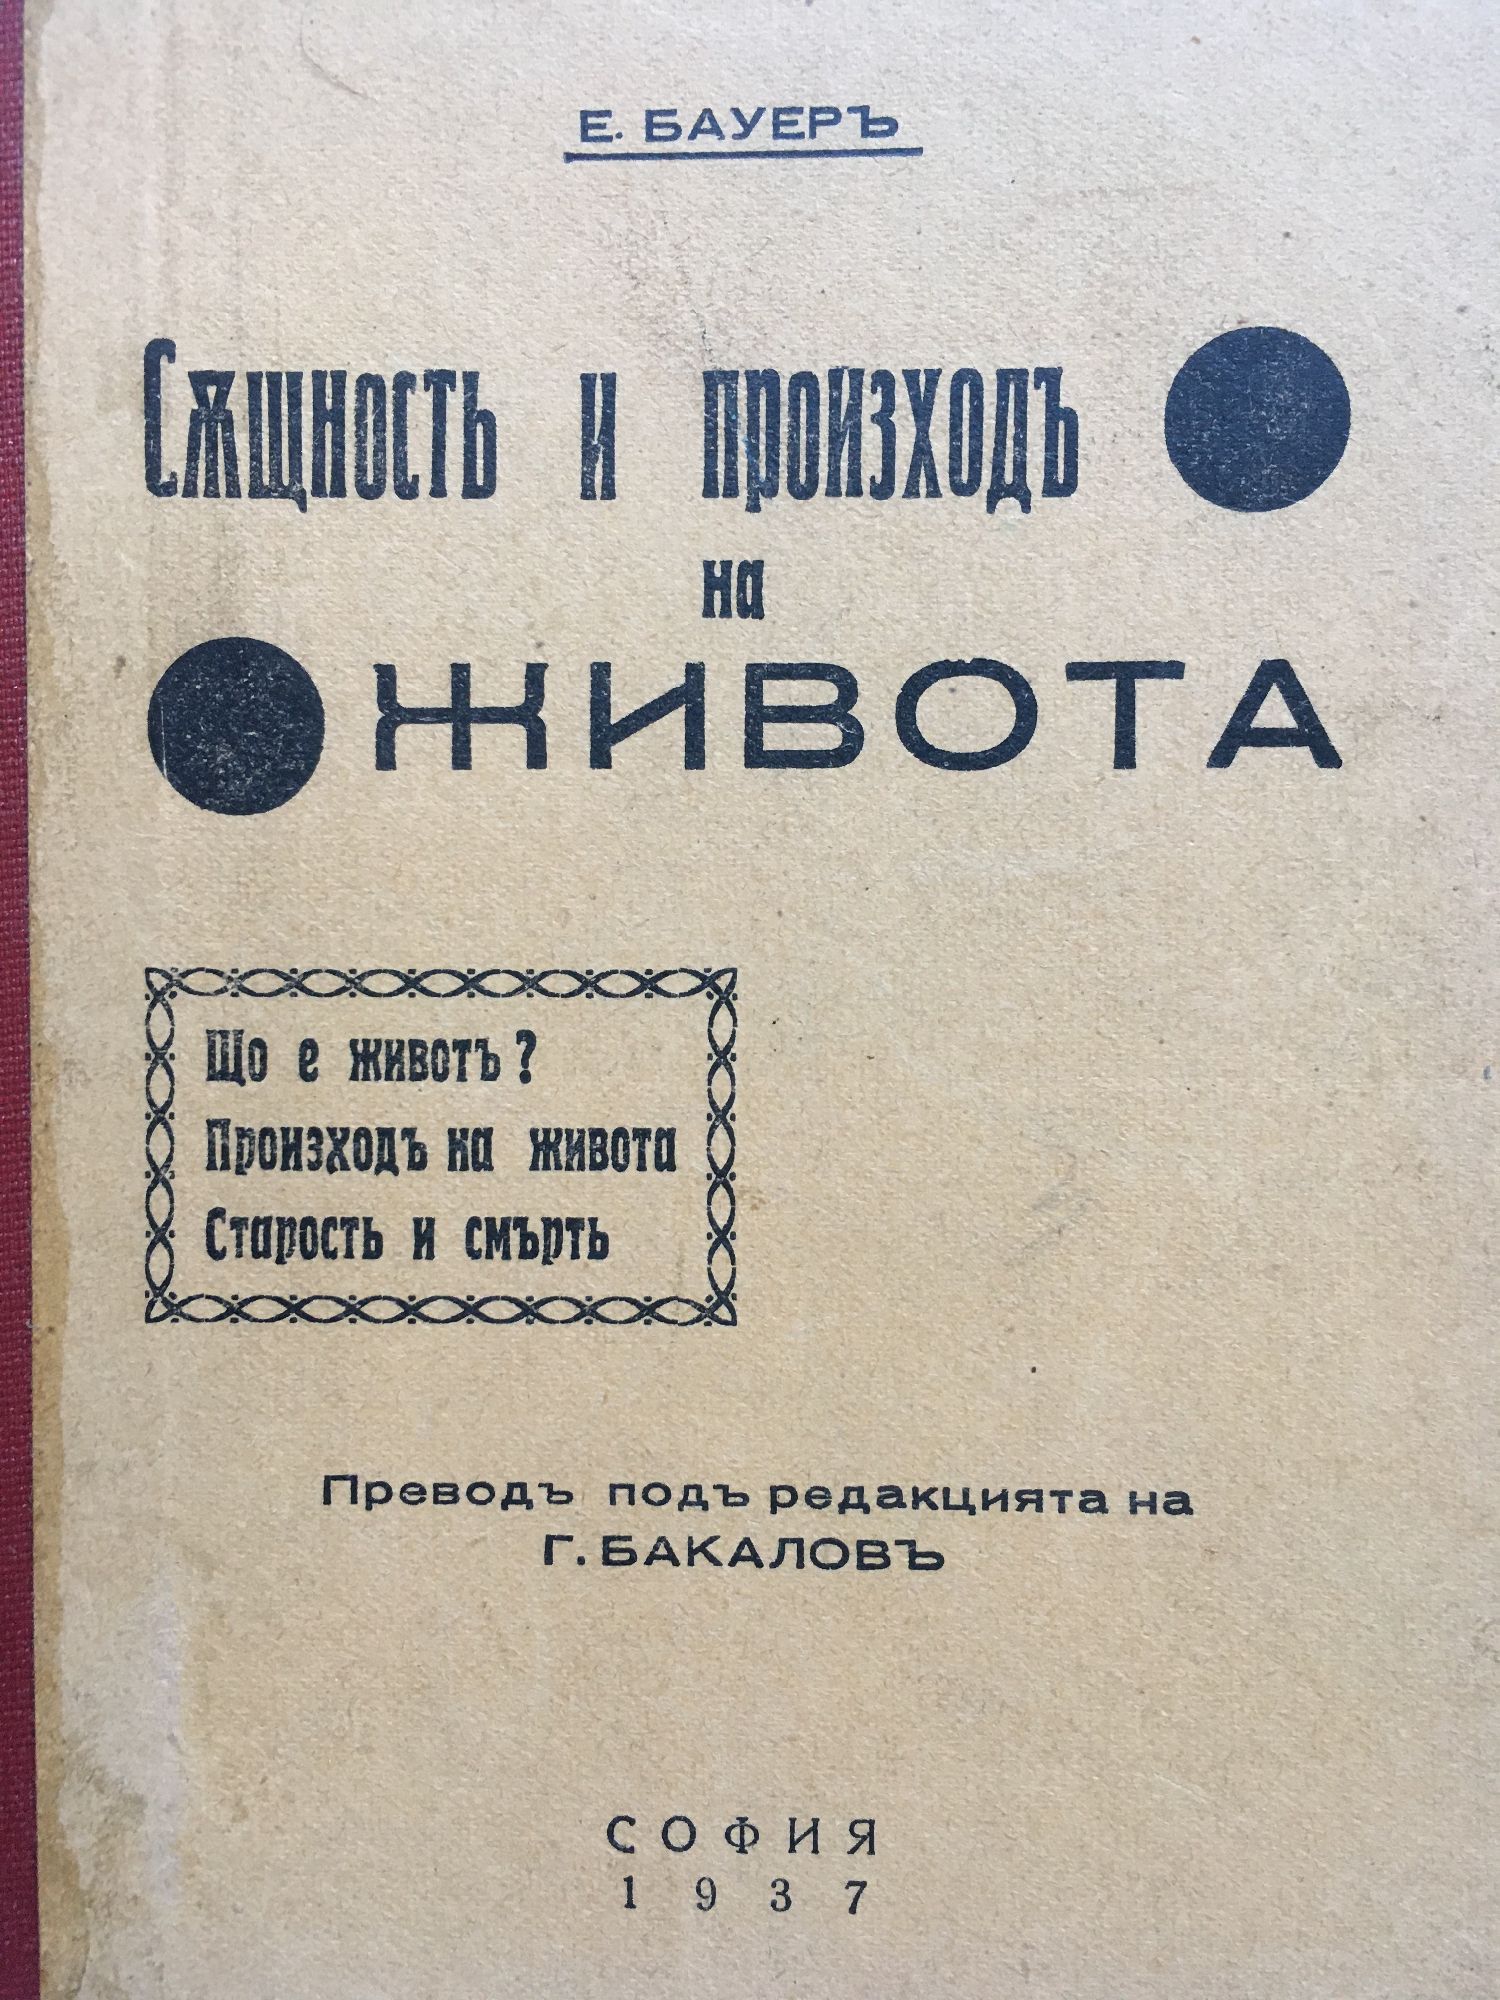 Е. БАУЕРЪ
Сѫщность и произходъ
на
ЖИВОТА
Що е животъ?
Произходъ на живота
Старость и смърть
Преводъ подъ редакцията на
Г. БАКАЛОВЪ
СОФИЯ
1937